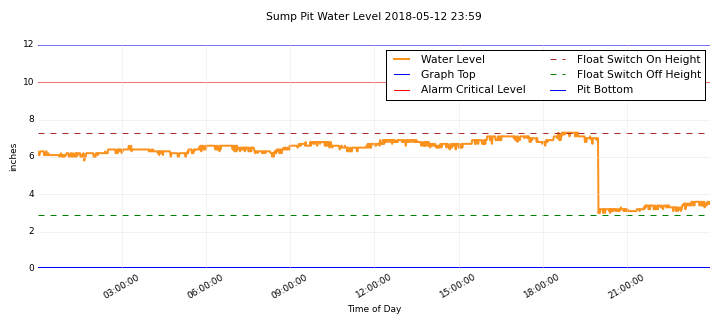 Sump Pit Water Level 2018-05-12 23:59
12
10
8
6
4
2
0
inches
Water Level
Graph Top
Alarm Critical Level
Float Switch On Height
Float Switch Off Height
Pit Bottom
03:00:00
06:00:00
09:00:00
12:00:00
15:00:00
18:00:00
21:00:00
Time of Day